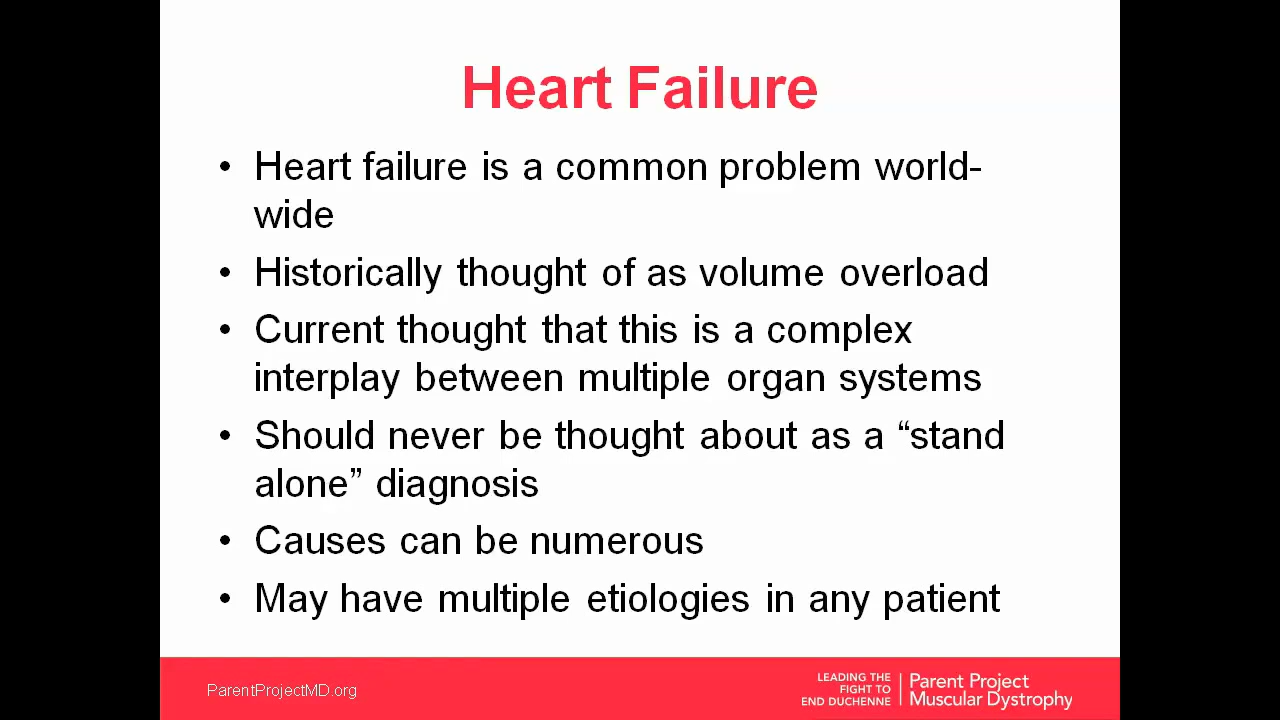 Heart Failure
• Heart failure is a common problem world-
wide
• Historically thought of as volume overload
• Current thought that this is a complex
interplay between multiple organ systems
• Should never be thought about as a “stand
alone” diagnosis
• Causes can be numerous
• May have multiple etiologies in any patient
ParentProjectMD.org
LEADING THE
FIGHT TO
END DUCHENNE
Parent Project
Muscular Dystrophy